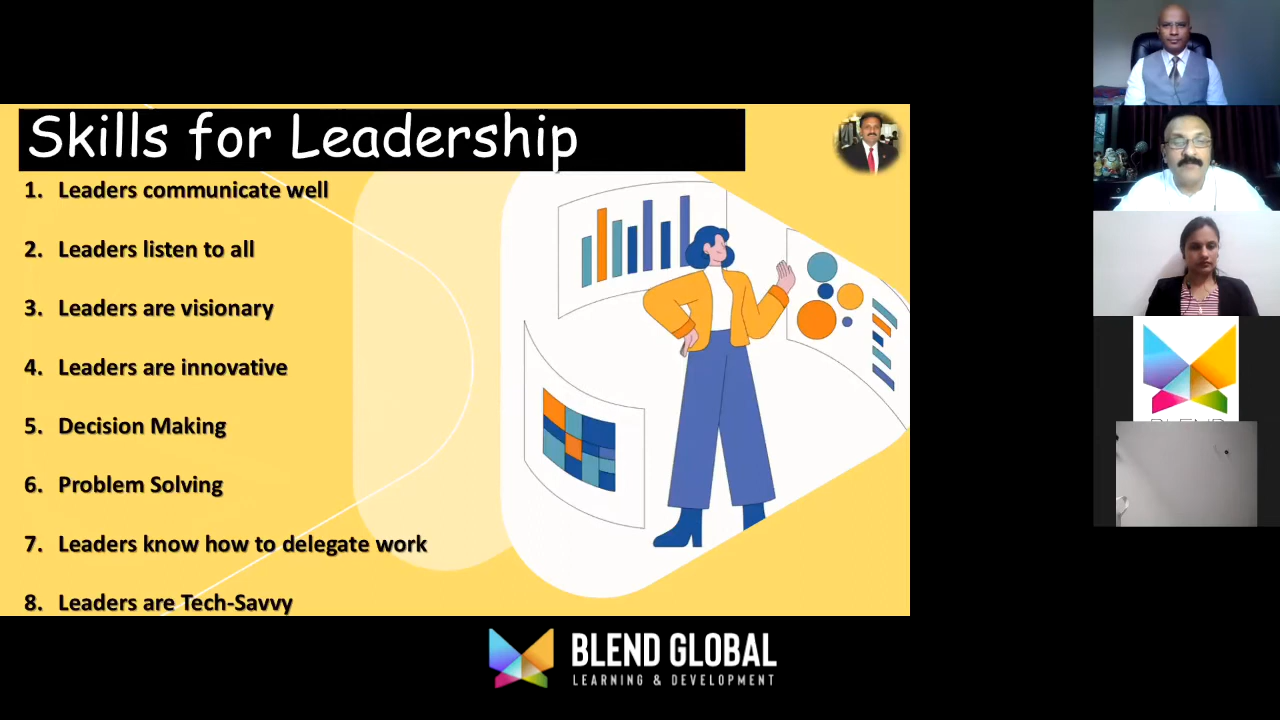 Skills for Leadership
1. Leaders communicate well
2. Leaders listen to all
3. Leaders are visionary
4. Leaders are innovative
5. Decision Making
6. Problem Solving
7. Leaders know how to delegate work
8. Leaders are Tech-Savvy
BLEND
BLEND GLOBAL
LEARNING & DEVELOPMENT